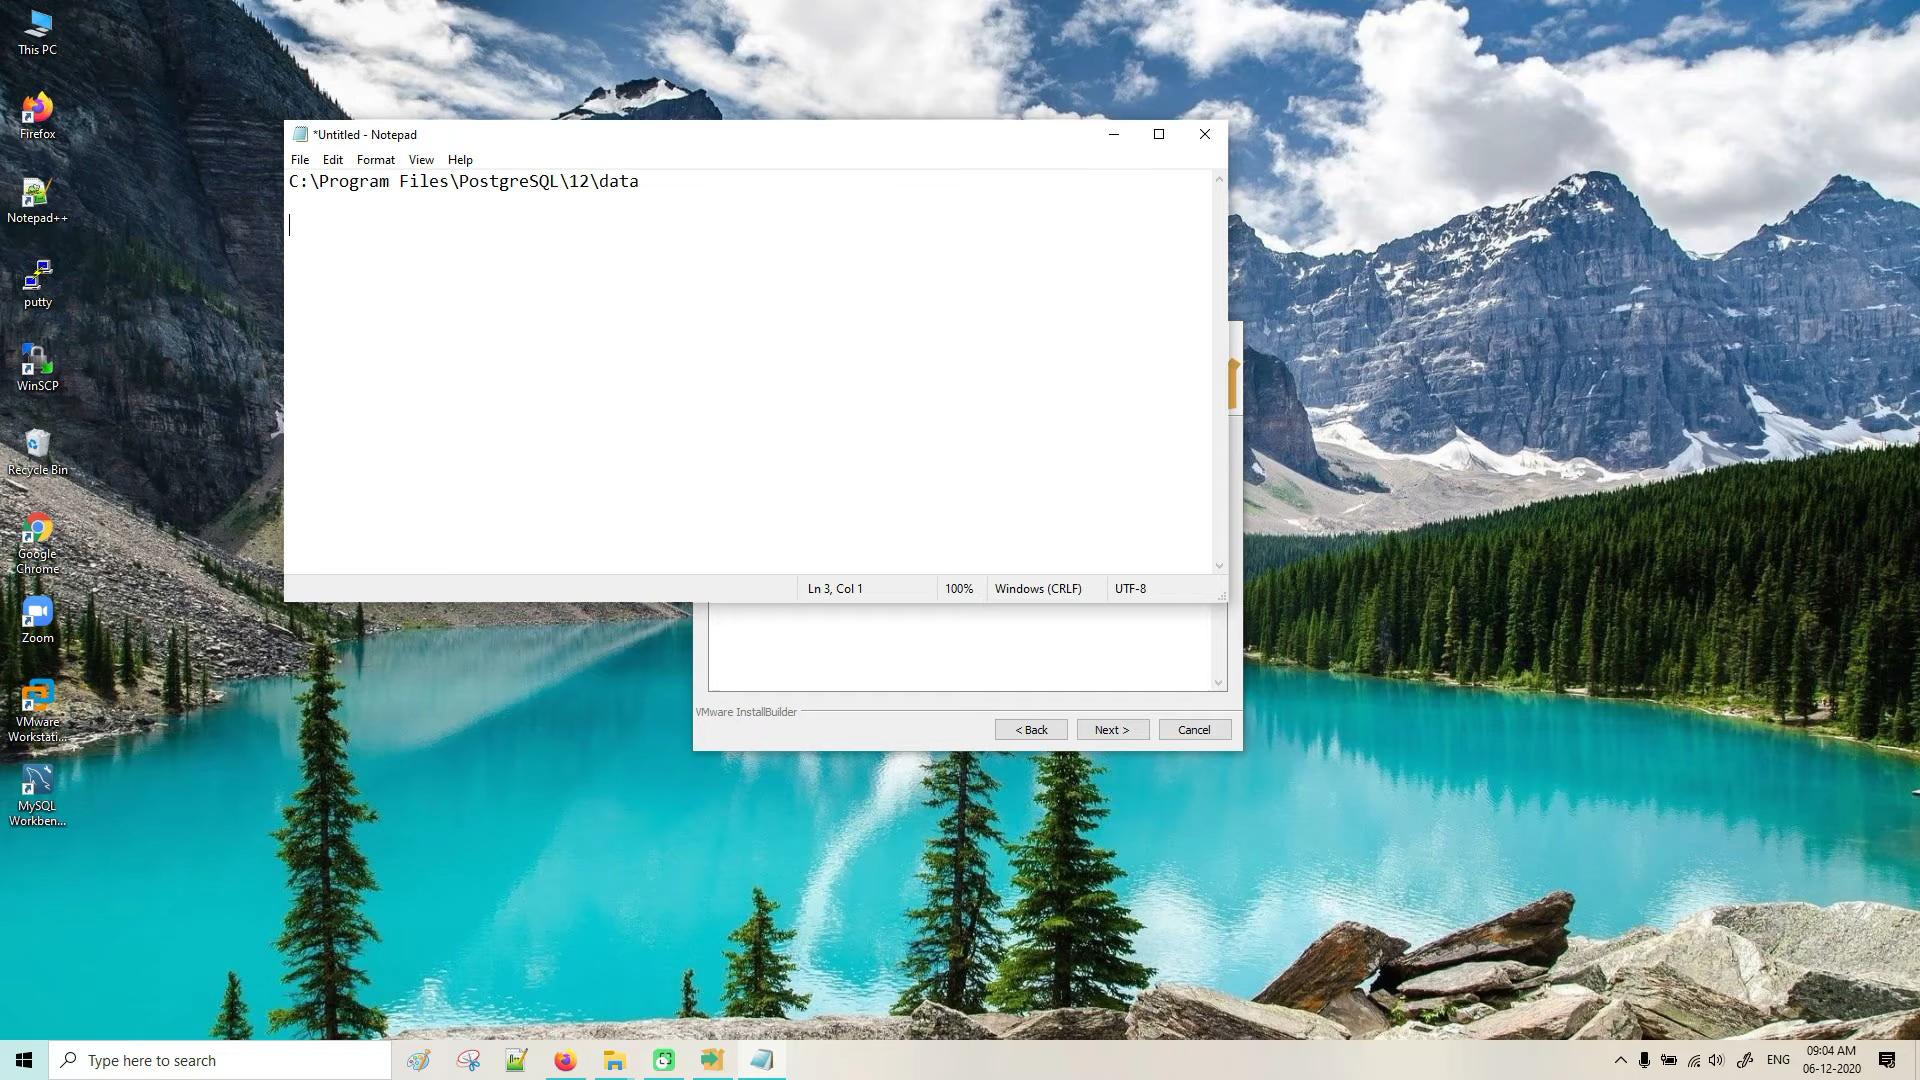 This PC
Firefox
Notepad++
putty
WinSCP
Recycle Bin
Google
Chrome
Zoom
VMware
Workstati...
MySQL
Workben...
*Untitled - Notepad
File Edit Format View Help
C:\Program Files\PostgreSQL\12\data
Ln 3, Col 1 100% Windows (CRLF) UTF-8
VMware InstallBuilder
< Back Next > Cancel
Type here to search
ENG
09:04 AM
06-12-2020